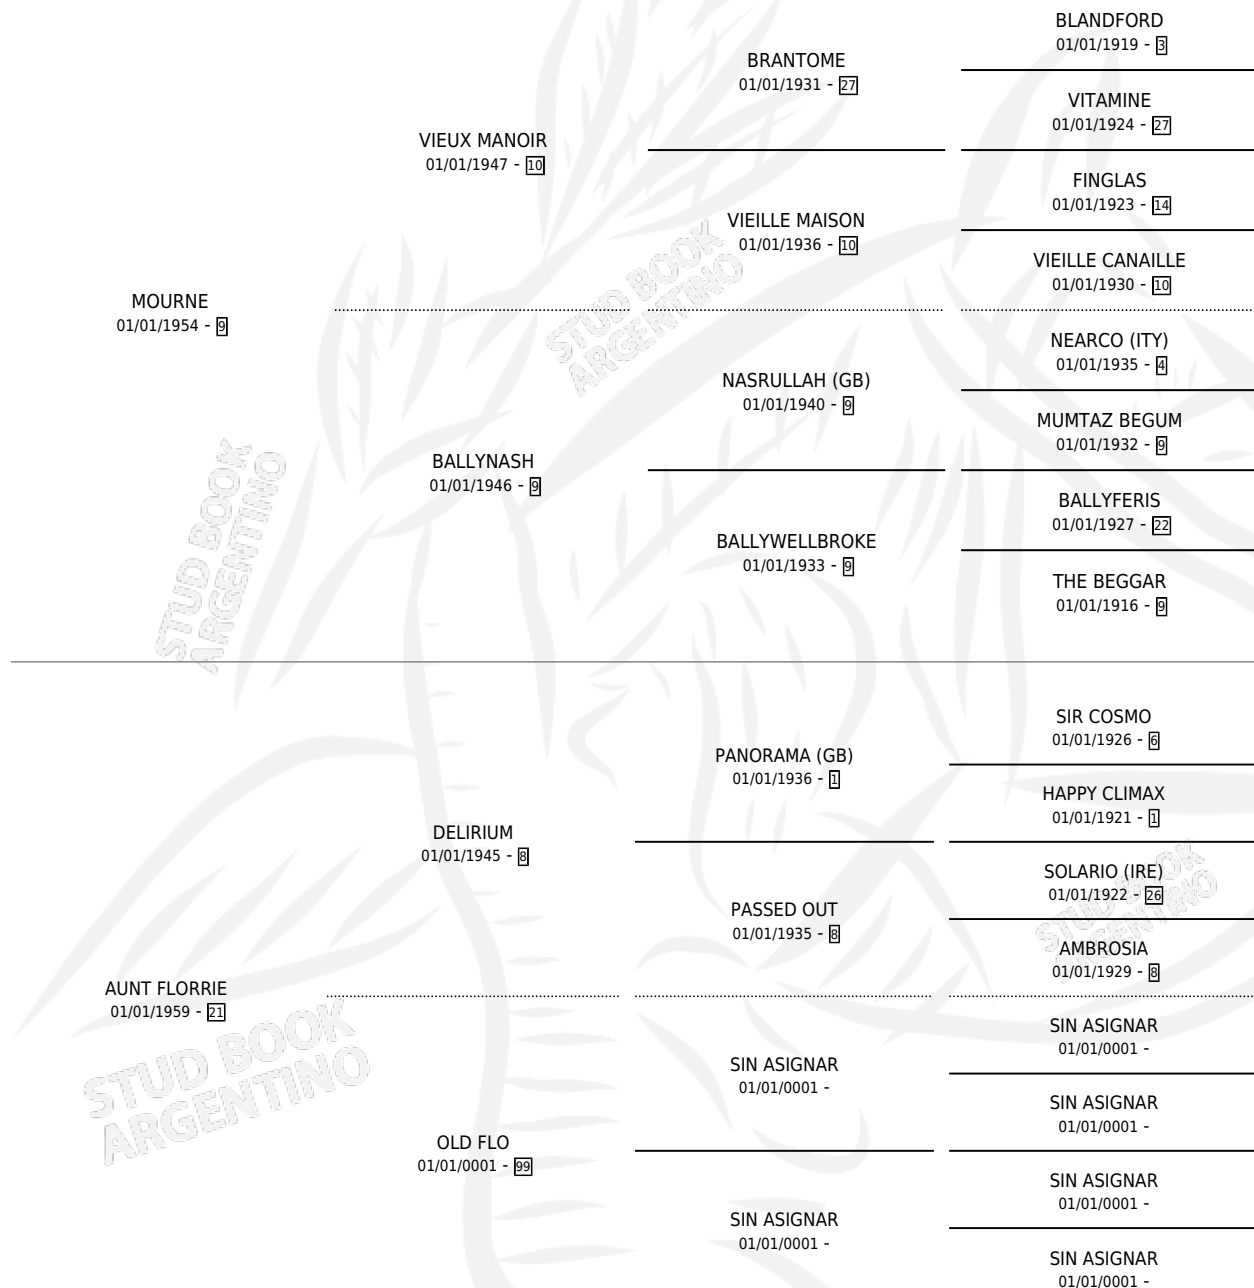 BLANDFORD
01/01/1919 - 3
BRANTOME
01/01/1931 - 27
VITAMINE
01/01/1924 - 27
VIEUX MANOIR
01/01/1947 - 10
FINGLAS
01/01/1923 - 14
VIEILLE MAISON
01/01/1936 - 10
VIEILLE CANAILLE
01/01/1930 - 10
MOURNE
01/01/1954 - 9
NEARCO (ITY)
01/01/1935 - 4
NASRULLAH (GB)
01/01/1940 - 9
MUMTAZ BEGUM
01/01/1932 - 9
BALLYNASH
01/01/1946 - 9
BALLYFERIS
01/01/1927 - 22
BALLYWELLBROKE
01/01/1933 - 9
THE BEGGAR
01/01/1916 - 9
SIR COSMO
01/01/1926 - 6
PANORAMA (GB)
01/01/1936 - 1
HAPPY CLIMAX
01/01/1921 - 1
DELIRIUM
01/01/1945 - 8
SOLARIO (IRE)
01/01/1922 - 26
PASSED OUT
01/01/1935 - 8
AMBROSIA
01/01/1929 - 8
AUNT FLORRIE
01/01/1959 - 21
SIN ASIGNAR
01/01/0001 -
SIN ASIGNAR
01/01/0001 -
SIN ASIGNAR
01/01/0001 -
OLD FLO
01/01/0001 - 99
SIN ASIGNAR
01/01/0001 -
SIN ASIGNAR
01/01/0001 -
SIN ASIGNAR
01/01/0001 -
STUD BOOK
ARGENTINO
STUD BOOK
ARGENTINO
STUD BOOK
ARGENTINO
STUD BOOK
ARGENTINO